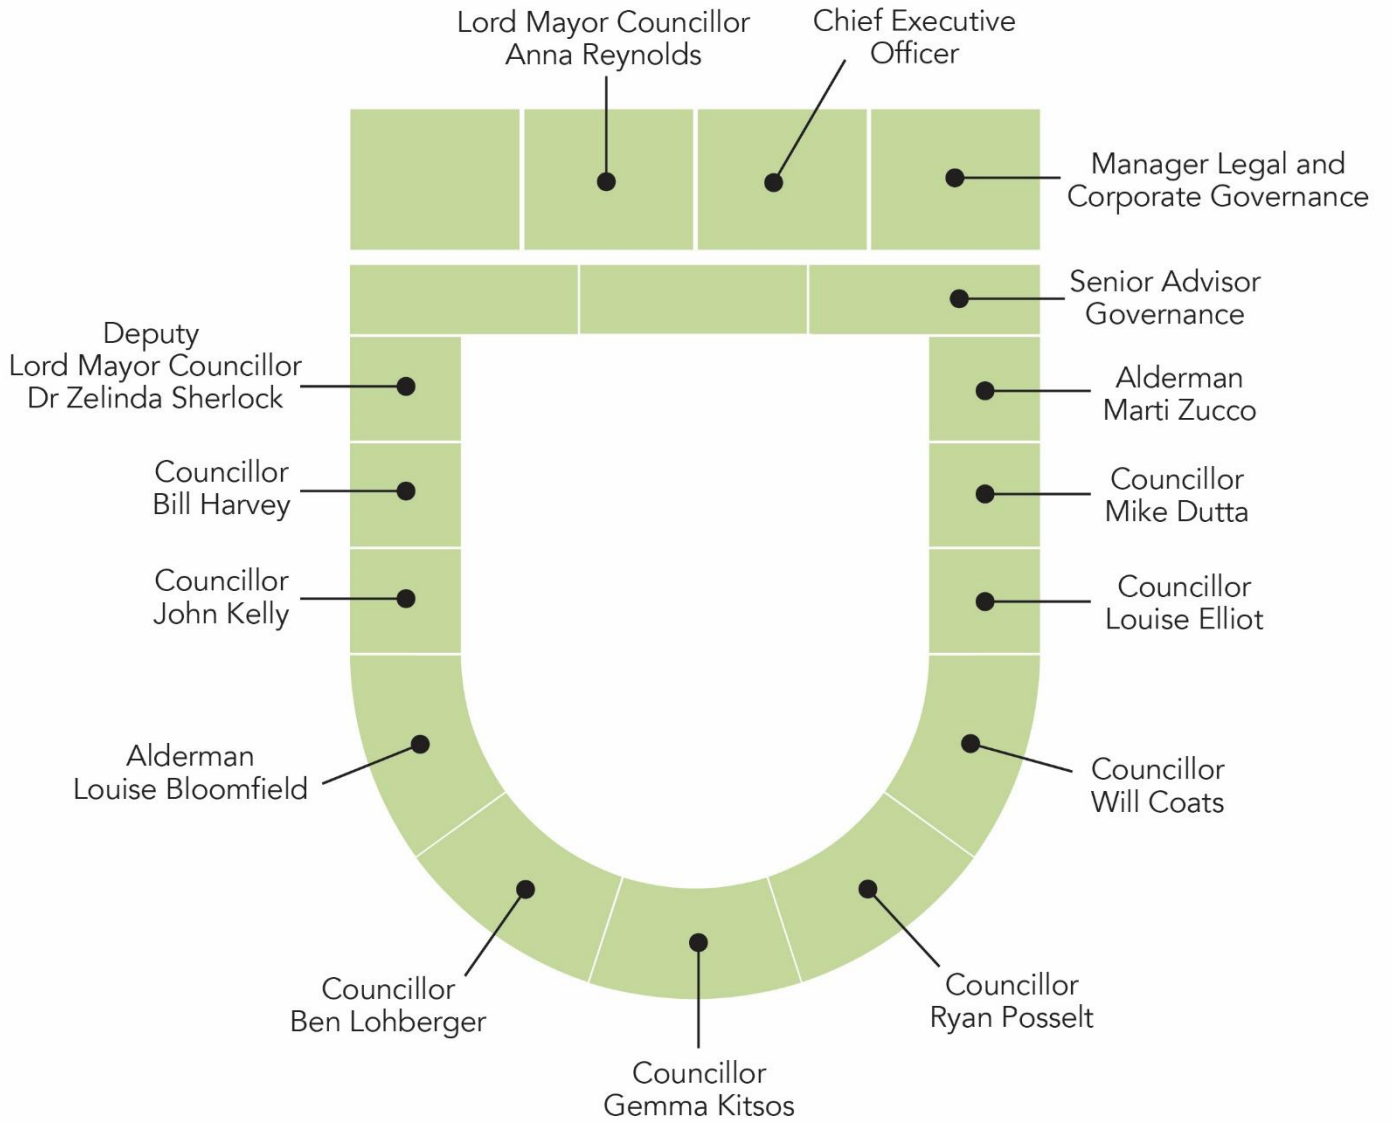 Lord Mayor Councillor
Anna Reynolds
Chief Executive
Officer
Manager Legal and
Corporate Governance
Senior Advisor
Governance
Deputy
Lord Mayor Councillor
Dr Zelinda Sherlock
Alderman
Marti Zucco
Councillor
Bill Harvey
Councillor
Mike Dutta
Councillor
John Kelly
Councillor
Louise Elliot
Alderman
Louise Bloomfield
Councillor
Will Coats
Councillor
Ben Lohberger
Councillor
Ryan Posselt
Councillor
Gemma Kitsos